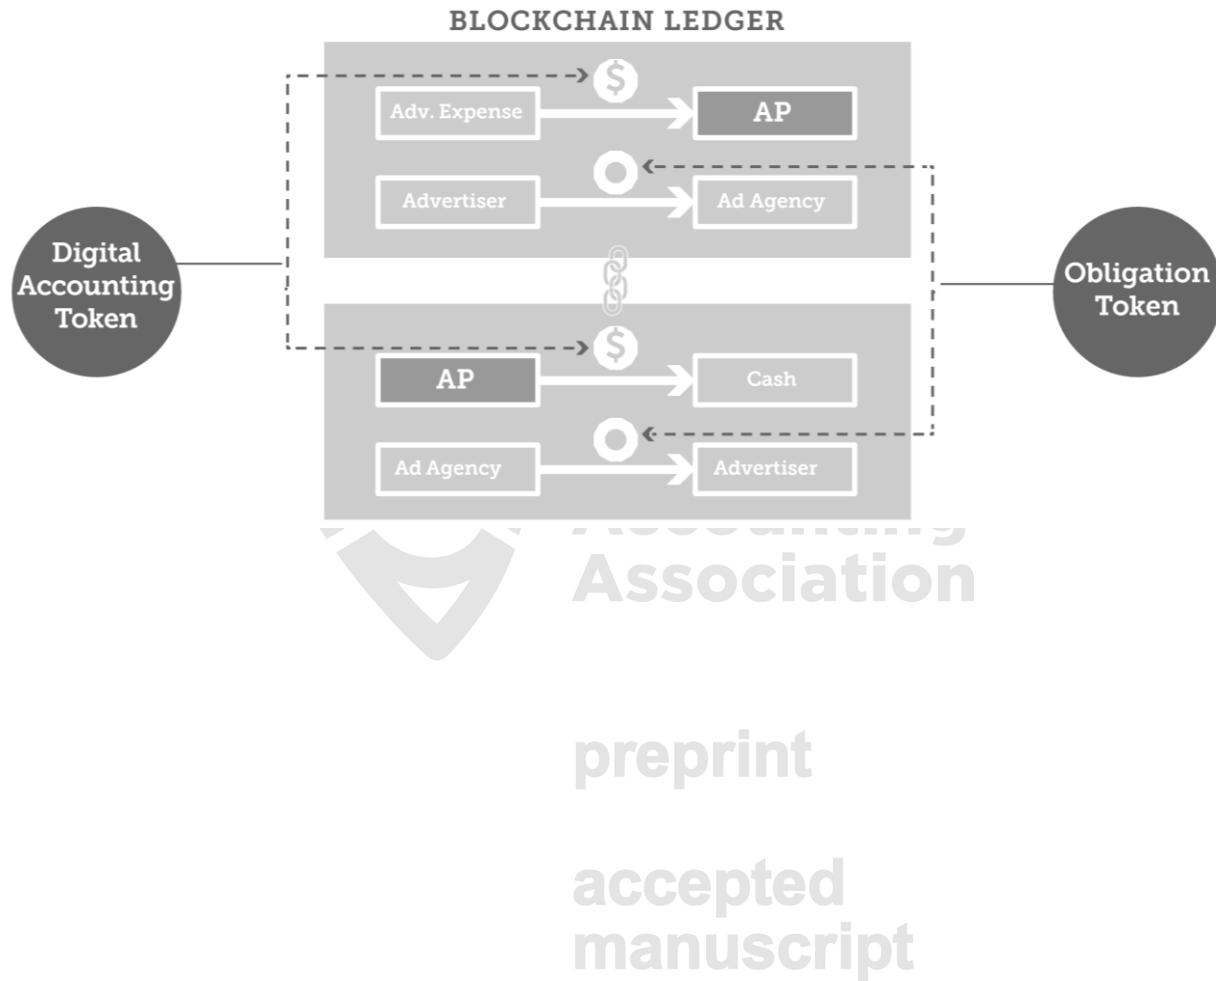 BLOCKCHAIN LEDGER
$
Adv. Expense
AP
Advertiser
Ad Agency
Digital
Accounting
Token
Obligation
Token
$
AP
Cash
Ad Agency
Advertiser
Accounting
Association
preprint
accepted
manuscript